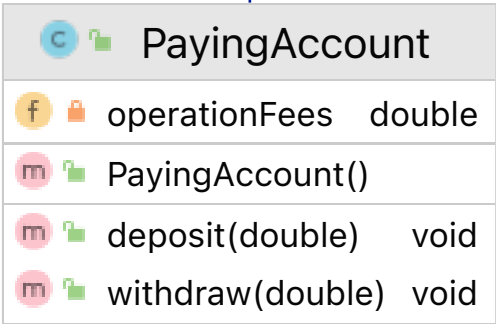 C PayingAccount
f operationFees double
m PayingAccount()
m deposit(double) void
m withdraw(double) void